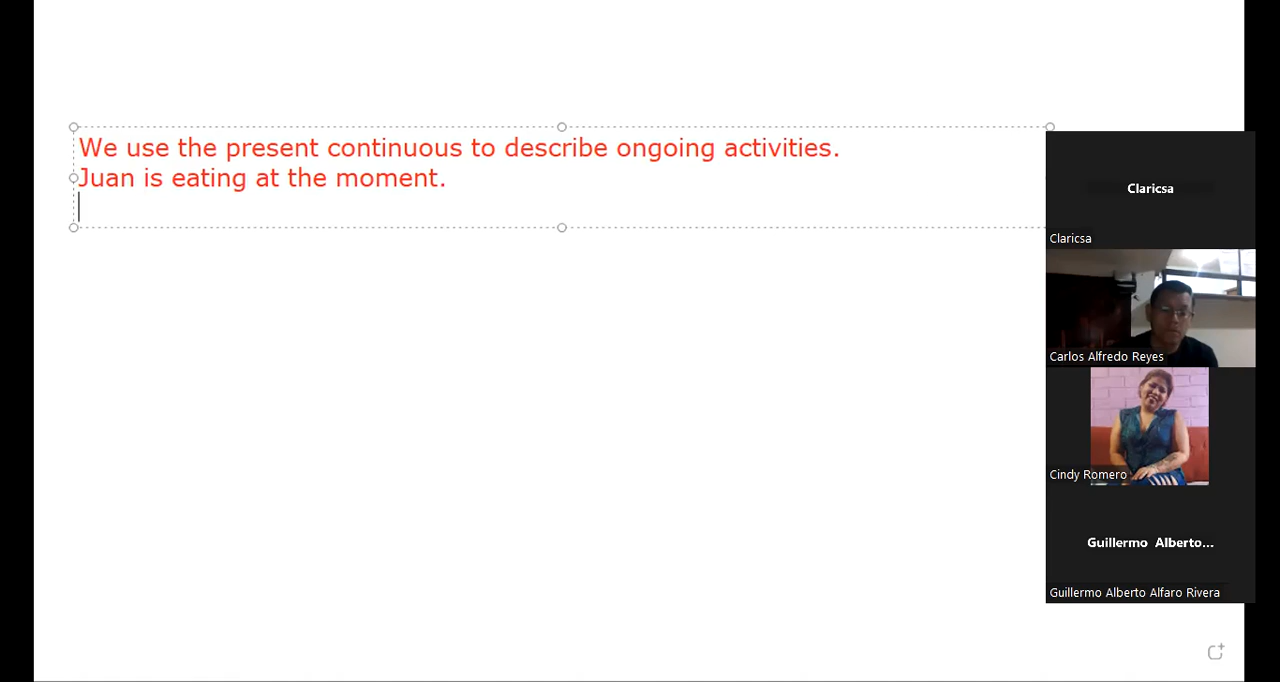 We use the present continuous to describe ongoing activities.
Juan is eating at the moment.
Claricsa
Claricsa
Carlos Alfredo Reyes
Cindy Romero
Guillermo Alberto...
Guillermo Alberto Alfaro Rivera